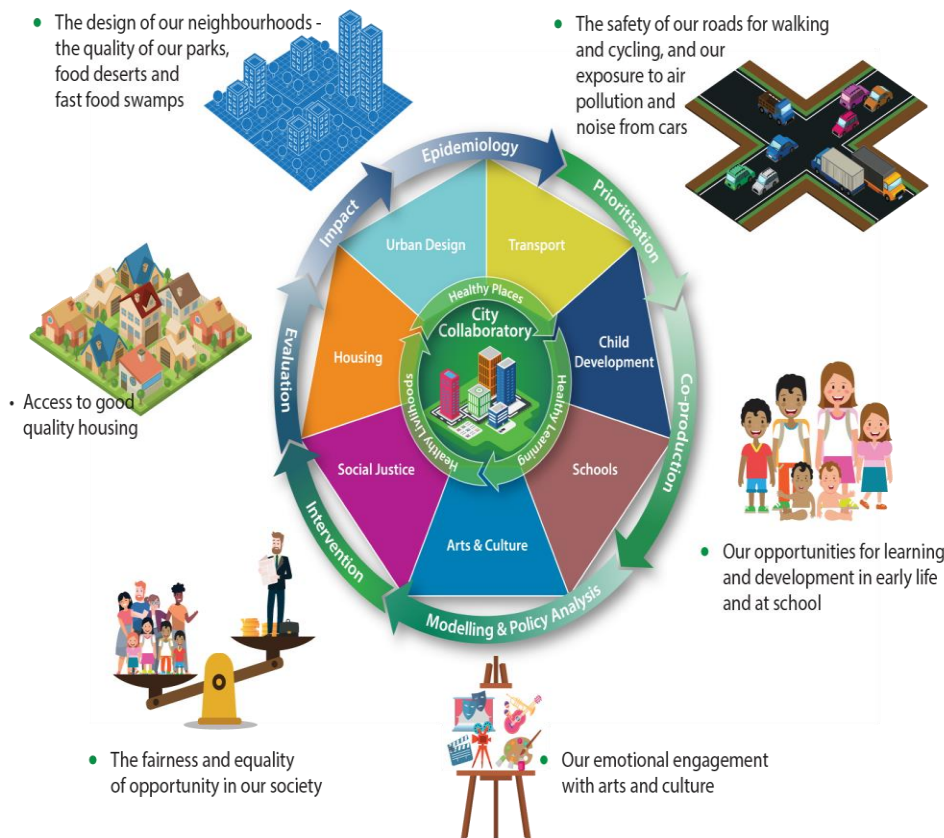 • The design of our neighbourhoods -
the quality of our parks,
food deserts and
fast food swamps
• The safety of our roads for walking
and cycling, and our
exposure to air
pollution and
noise from cars
Epidemiology
Prioritisation
Co-production
Modelling & Policy Analysis
Intervention
Evaluation
Impact
Urban Design
Transport
Child
Development
Schools
Arts & Culture
Social Justice
Housing
Healthy Places
Healthy Learning
Healthy Livlihoods
City
Collaboratory
• Access to good
quality housing
• Our opportunities for learning
and development in early life
and at school
• The fairness and equality
of opportunity in our society
• Our emotional engagement
with arts and culture